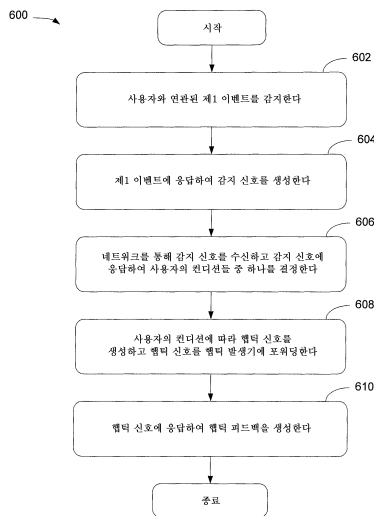 600
시작
602
사용자와 연관된 제1 이벤트를 감지한다
604
제1 이벤트에 응답하여 감지 신호를 생성한다
606
네트워크를 통해 감지 신호를 수신하고 감지 신호에
응답하여 사용자의 컨디션들 중 하나를 결정한다
608
사용자의 컨디션에 따라 햅틱 신호를
생성하고 햅틱 신호를 햅틱 발생기에 포워딩한다
610
햅틱 신호에 응답하여 햅틱 피드백을 생성한다
종료